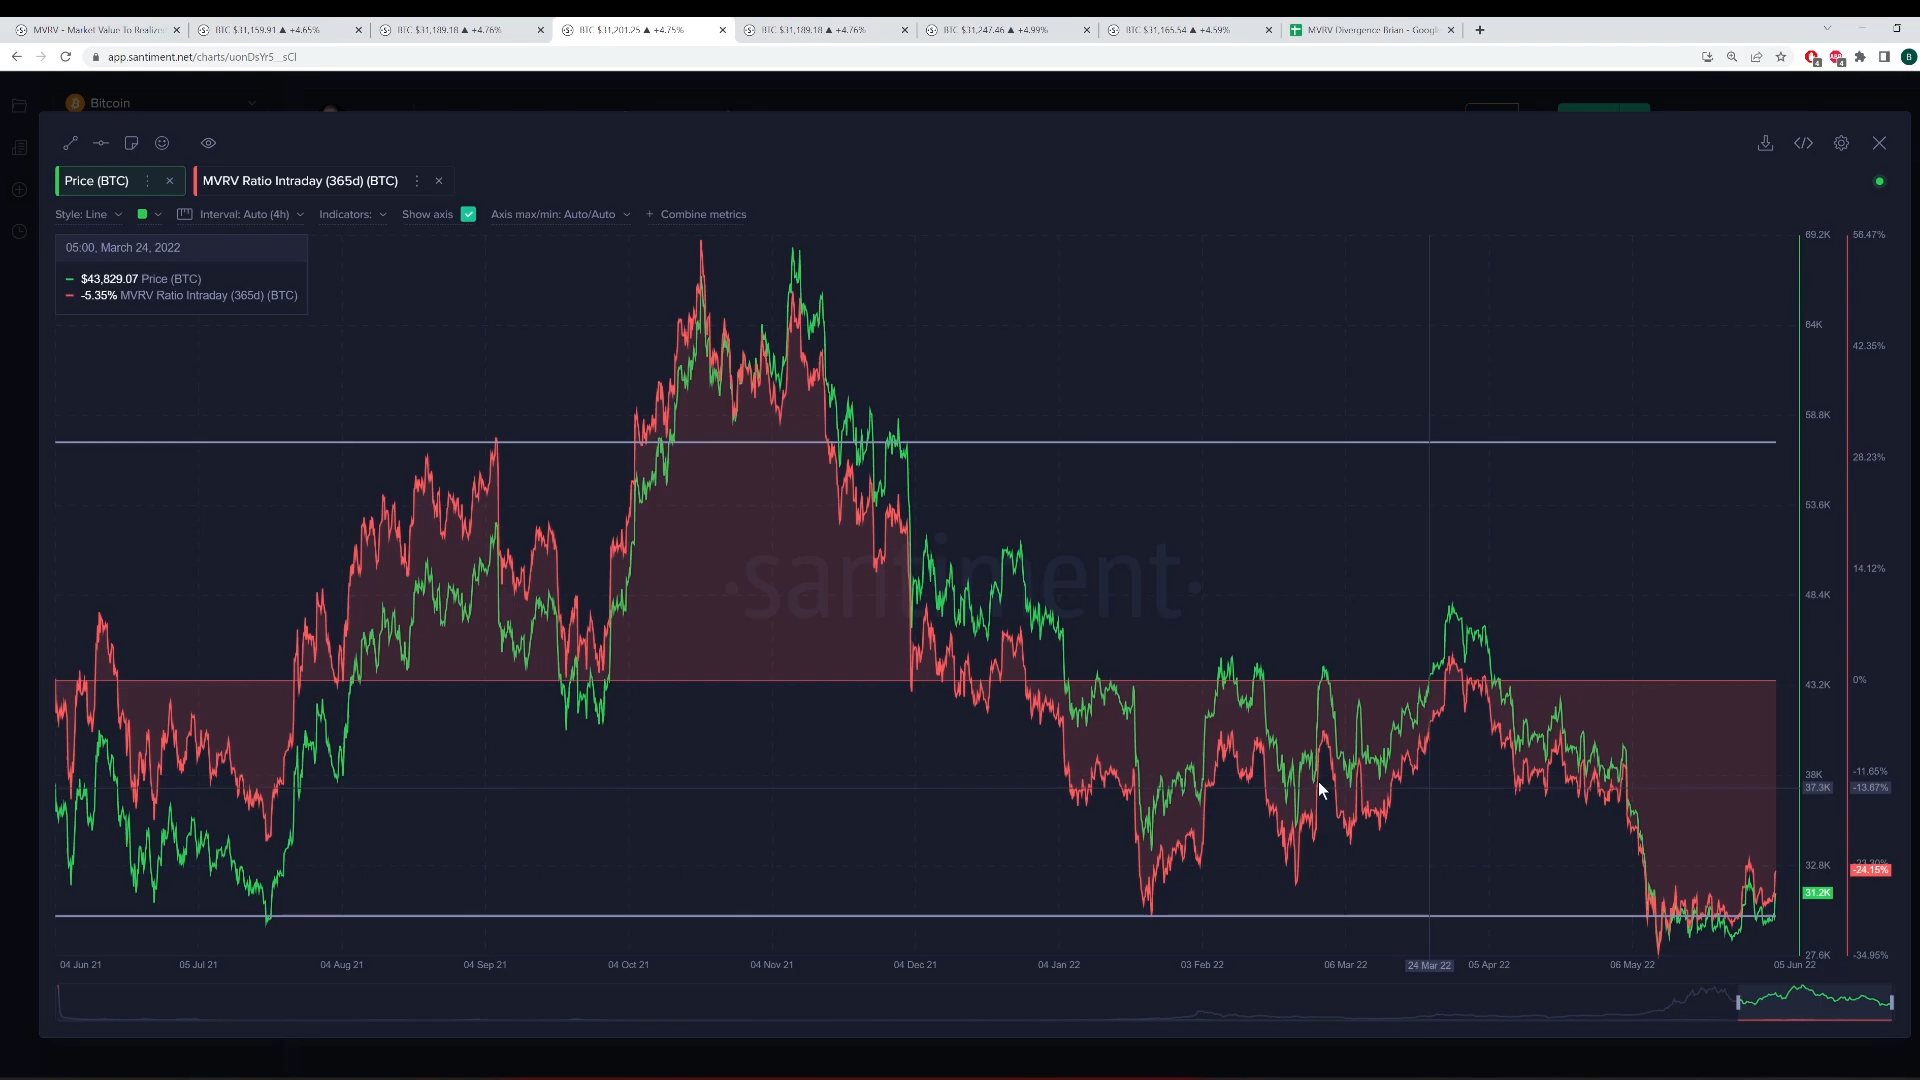 MVRV - Market Value To Realized
BTC $31,159.91 ▲ +4.65%
BTC $31,189.18 ▲ +4.76%
BTC $31,201.25 ▲ +4.75%
BTC $31,189.18 ▲ +4.76%
BTC $31,247.46 ▲ +4.99%
BTC $31,165.54 ▲ +4.59%
MVRV Divergence Brian - Googl
app.santiment.net/charts/uonDsYr5__sCl
4
4
B
Bitcoin
Price (BTC)
MVRV Ratio Intraday (365d) (BTC)
Style: Line
Interval: Auto (4h)
Indicators:
Show axis
Axis max/min: Auto/Auto
+ Combine metrics
05:00, March 24, 2022
$43,829.07 Price (BTC)
-5.35% MVRV Ratio Intraday (365d) (BTC)
·santiment·
69.2K
64K
58.8K
53.6K
48.4K
43.2K
38K
37.3K
32.8K
31.2K
27.6K
56.47%
42.35%
28.23%
14.12%
0%
-11.65%
-13.67%
-24.15%
-34.95%
04 Jun 21
05 Jul 21
04 Aug 21
04 Sep 21
04 Oct 21
04 Nov 21
04 Dec 21
04 Jan 22
03 Feb 22
06 Mar 22
24 Mar 22
05 Apr 22
06 May 22
05 Jun 22